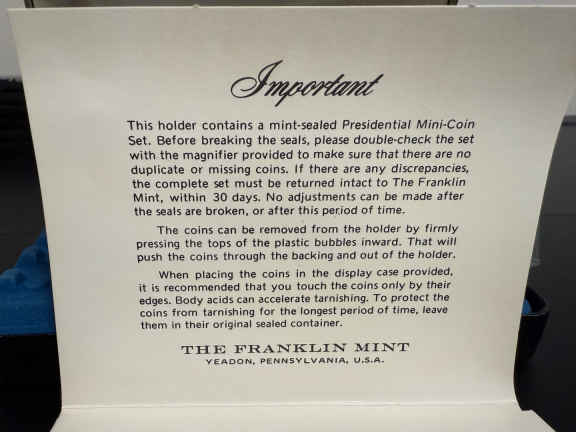 Important
This holder contains a mint-sealed Presidential Mini-Coin
Set. Before breaking the seals, please double-check the set
with the magnifier provided to make sure that there are no
duplicate or missing coins. If there are any discrepancies,
the complete set must be returned intact to The Franklin
Mint, within 30 days. No adjustments can be made after
the seals are broken, or after this period of time.
The coins can be removed from the holder by firmly
pressing the tops of the plastic bubbles inward. That will
push the coins through the backing and out of the holder.
When placing the coins in the display case provided,
it is recommended that you touch the coins only by their
edges. Body acids can accelerate tarnishing. To protect the
coins from tarnishing for the longest period of time, leave
them in their original sealed container.
THE FRANKLIN MINT
YEADON, PENNSYLVANIA, U.S.A.